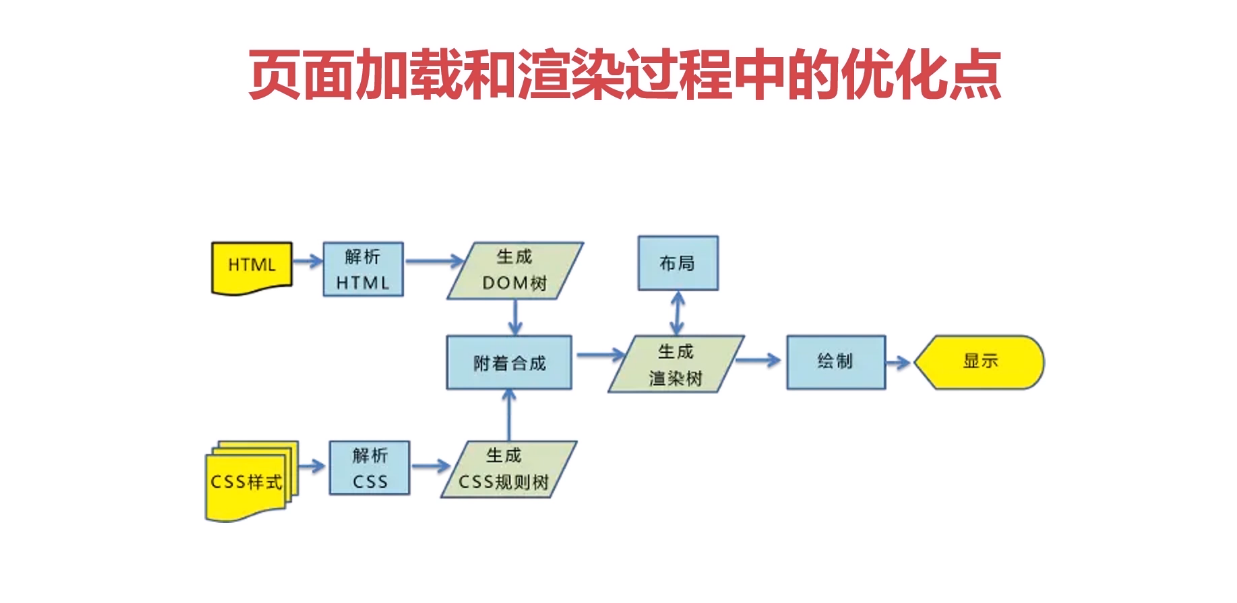 页面加载和渲染过程中的优化点
HTML
解析
HTML
生成
DOM树
布局
附着合成
生成
渲染树
绘制
显示
CSS样式
解析
CSS
生成
CSS规则树